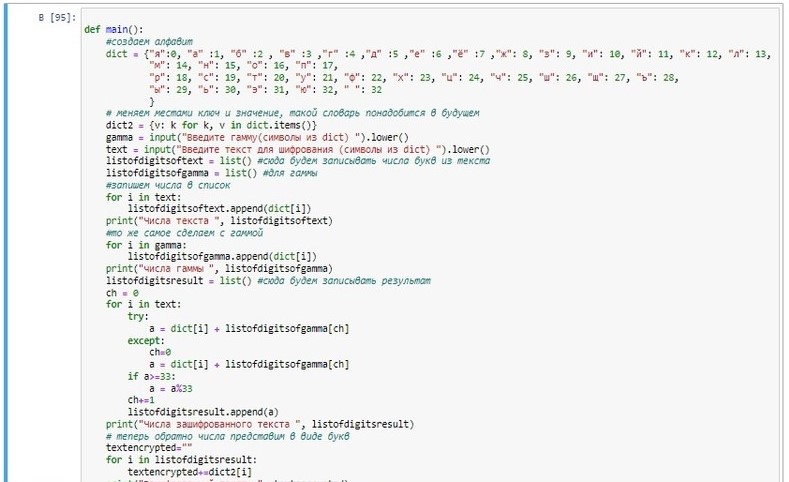 В [95]:
def main():
#создаем алфавит
dict = {"я":0, "а" :1, "б" :2 , "в" :3 ,"г" :4 ,"д" :5 ,"е" :6 ,"ё" :7 ,"ж": 8, "з": 9, "и": 10, "й": 11, "к": 12, "л": 13,
"м": 14, "н": 15, "о": 16, "п": 17,
"р": 18, "с": 19, "т": 20, "у": 21, "ф": 22, "х": 23, "ц": 24, "ч": 25, "ш": 26, "щ": 27, "ъ": 28,
"ы": 29, "ь": 30, "э": 31, "ю": 32, " ": 32
}
# меняем местами ключ и значение, такой словарь понадобится в будущем
dict2 = {v: k for k, v in dict.items()}
gamma = input("Введите гамму(символы из dict) ").lower()
text = input("Введите текст для шифрования (символы из dict) ").lower()
listofdigitsoftext = list() #сюда будем записывать числа букв из текста
listofdigitsofgamma = list() #для гаммы
#запишем числа в список
for i in text:
listofdigitsoftext.append(dict[i])
print("Числа текста ", listofdigitsoftext)
#то же самое сделаем с гаммой
for i in gamma:
listofdigitsofgamma.append(dict[i])
print("числа гаммы ", listofdigitsofgamma)
listofdigitsresult = list() #сюда будем записывать результат
ch = 0
for i in text:
try:
a = dict[i] + listofdigitsofgamma[ch]
except:
ch=0
a = dict[i] + listofdigitsofgamma[ch]
if a>=33:
a = a%33
ch+=1
listofdigitsresult.append(a)
print("Числа зашифрованного текста ", listofdigitsresult)
# теперь обратно числа представим в виде букв
textencrypted=""
for i in listofdigitsresult:
textencrypted+=dict2[i]